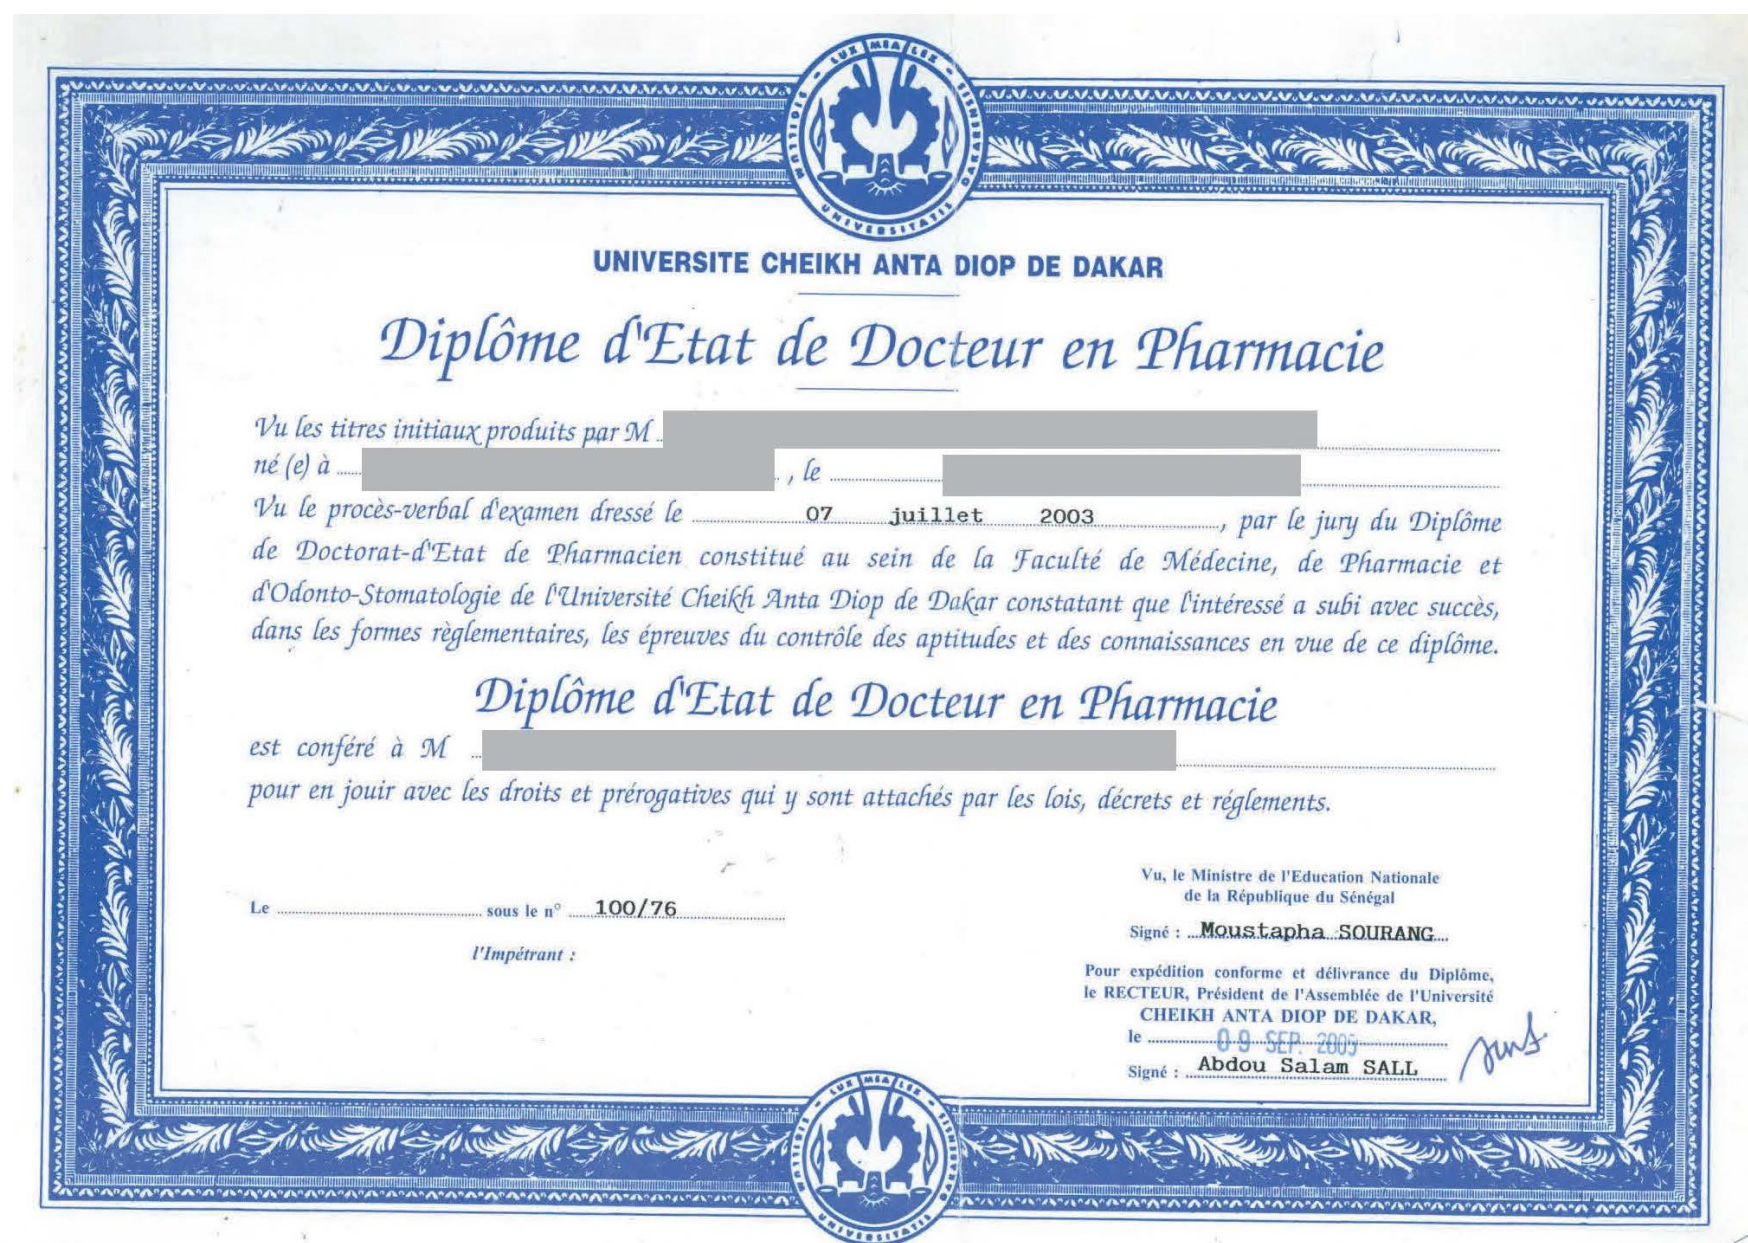 LUX MEA LEX
SIGILLUM
UNIVERSITATIS
UNIVERSITE CHEIKH ANTA DIOP DE DAKAR
Diplôme d'Etat de Docteur en Pharmacie
Vu les titres initiaux produits par M
né (e) à , le
Vu le procès-verbal d'examen dressé le 07 juillet 2003, par le jury du Diplôme
de Doctorat-d'Etat de Pharmacien constitué au sein de la Faculté de Médecine, de Pharmacie et
d'Odonto-Stomatologie de l'Université Cheikh Anta Diop de Dakar constatant que l'intéressé a subi avec succès,
dans les formes règlementaires, les épreuves du contrôle des aptitudes et des connaissances en vue de ce diplôme.
Diplôme d'Etat de Docteur en Pharmacie
est conféré à M
pour en jouir avec les droits et prérogatives qui y sont attachés par les lois, décrets et réglements.
Le sous le n° 100/76
l'Impétrant :
Vu, le Ministre de l'Education Nationale
de la République du Sénégal
Signé : Moustapha SOURANG
Pour expédition conforme et délivrance du Diplôme,
le RECTEUR, Président de l'Assemblée de l'Université
CHEIKH ANTA DIOP DE DAKAR,
le 09 SEP. 2005
Signé : Abdou Salam SALL
LUX MEA LEX
UNIVERSITATIS